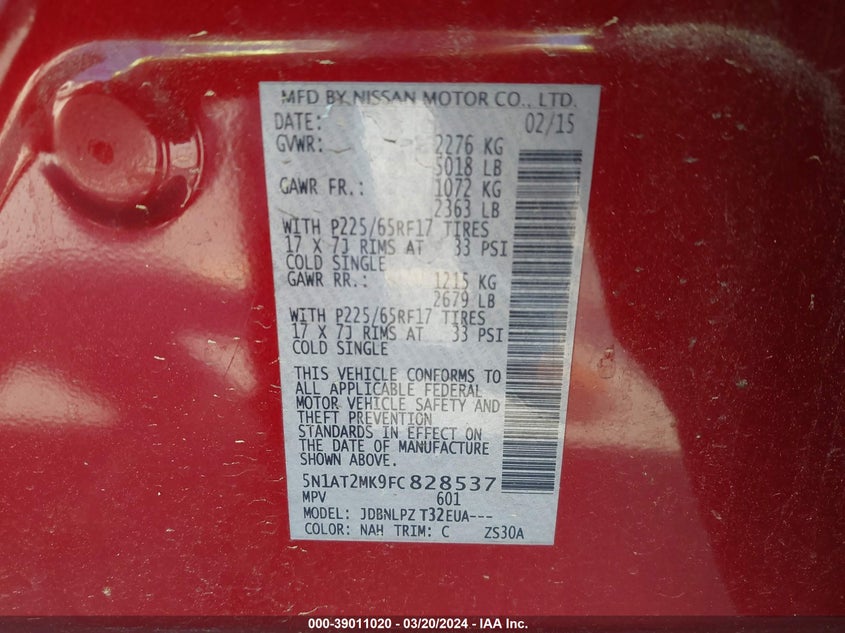 MFD BY NISSAN MOTOR CO., LTD.
DATE: 02/15
GVWR: 2276 KG
5018 LB
GAWR FR.: 1072 KG
2363 LB
WITH P225/65RF17 TIRES
17 X 7J RIMS AT 33 PSI
COLD SINGLE
GAWR RR.: 1215 KG
2679 LB
WITH P225/65RF17 TIRES
17 X 7J RIMS AT 33 PSI
COLD SINGLE
THIS VEHICLE CONFORMS TO
ALL APPLICABLE FEDERAL
MOTOR VEHICLE SAFETY AND
THEFT PREVENTION
STANDARDS IN EFFECT ON
THE DATE OF MANUFACTURE
SHOWN ABOVE.
5N1AT2MK9FC828537
MPV 601
MODEL: JDBNLPZ T32EUA---
COLOR: NAH TRIM: C ZS30A
000-39011020 - 03/20/2024 - IAA Inc.